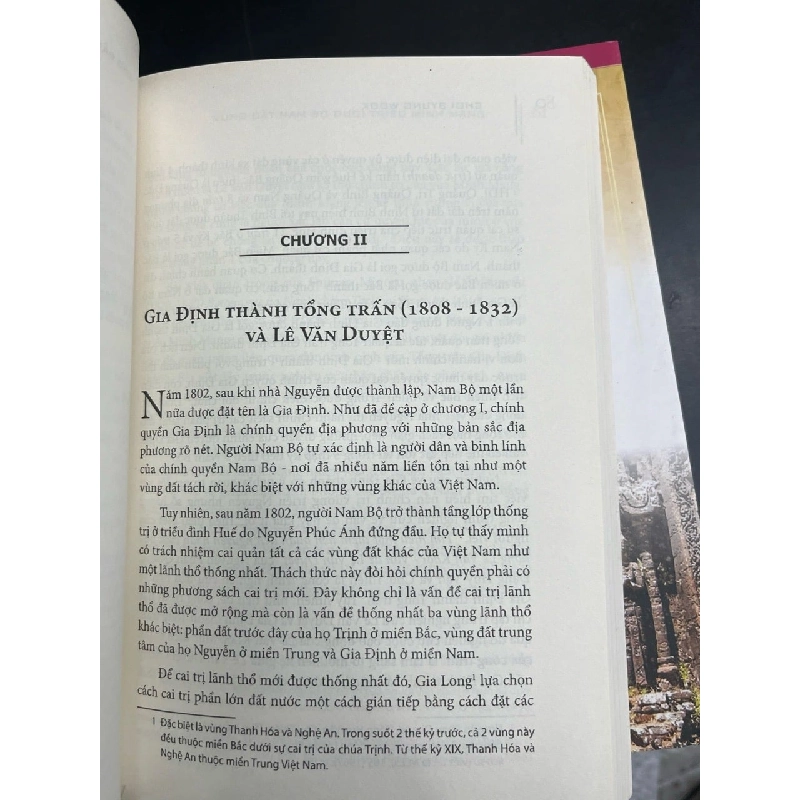 CHƯƠNG II
GIA ĐỊNH THÀNH TỔNG TRẤN (1808 - 1832)
VÀ LÊ VĂN DUYỆT
Năm 1802, sau khi nhà Nguyễn được thành lập, Nam Bộ một lần
nữa được đặt tên là Gia Định. Như đã đề cập ở chương I, chính
quyền Gia Định là chính quyền địa phương với những bản sắc địa
phương rõ nét. Người Nam Bộ tự xác định là người dân và binh lính
của chính quyền Nam Bộ - nơi đã nhiều năm liền tồn tại như một
vùng đất tách rời, khác biệt với những vùng khác của Việt Nam.
Tuy nhiên, sau năm 1802, người Nam Bộ trở thành tầng lớp thống
trị ở triều đình Huế do Nguyễn Phúc Ánh đứng đầu. Họ tự thấy mình
có trách nhiệm cai quản tất cả các vùng đất khác của Việt Nam như
một lãnh thổ thống nhất. Thách thức này đòi hỏi chính quyền phải có
những phương sách cai trị mới. Đây không chỉ là vấn đề cai trị lãnh
thổ đã được mở rộng mà còn là vấn đề thống nhất ba vùng lãnh thổ
khác biệt: phần đất trước đây của họ Trịnh ở miền Bắc, vùng đất trung
tâm của họ Nguyễn ở miền Trung và Gia Định ở miền Nam.
Để cai trị lãnh thổ mới được thống nhất đó, Gia Long¹ lựa chọn
cách cai trị phần lớn đất nước một cách gián tiếp bằng cách đặt các
1 Đặc biệt là vùng Thanh Hóa và Nghệ An. Trong suốt 2 thế kỷ trước, cả 2 vùng này
đều thuộc miền Bắc dưới sự cai trị của chúa Trịnh. Từ thế kỷ XIX, Thanh Hóa và
Nghệ An thuộc miền Trung Việt Nam.